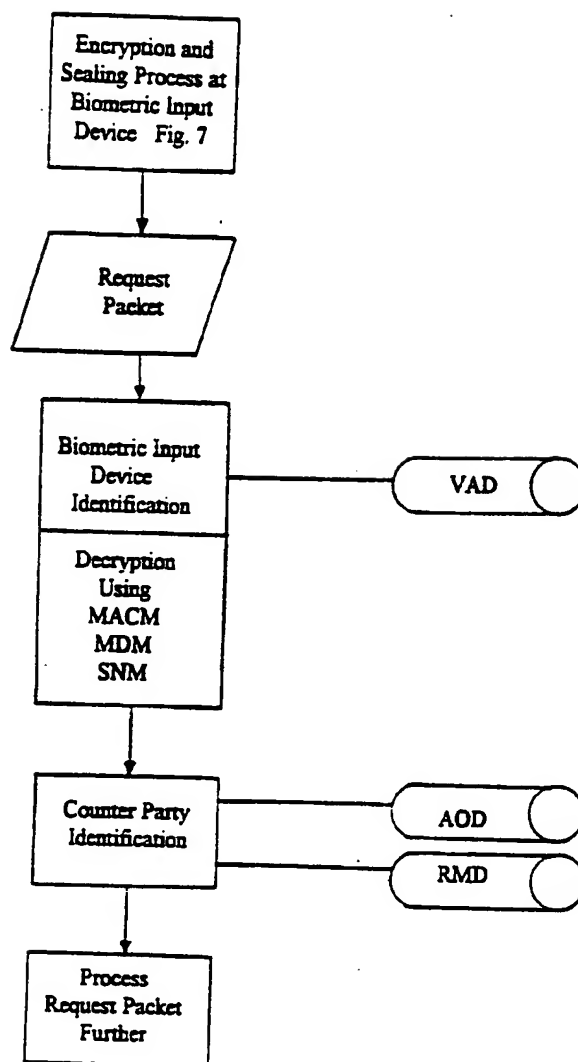 Encryption and
Sealing Process at
Biometric Input
Device Fig. 7
Request
Packet
Biometric Input
Device
Identification
VAD
Decryption
Using
MACM
MDM
SNM
Counter Party
Identification
AOD
RMD
Process
Request Packet
Further